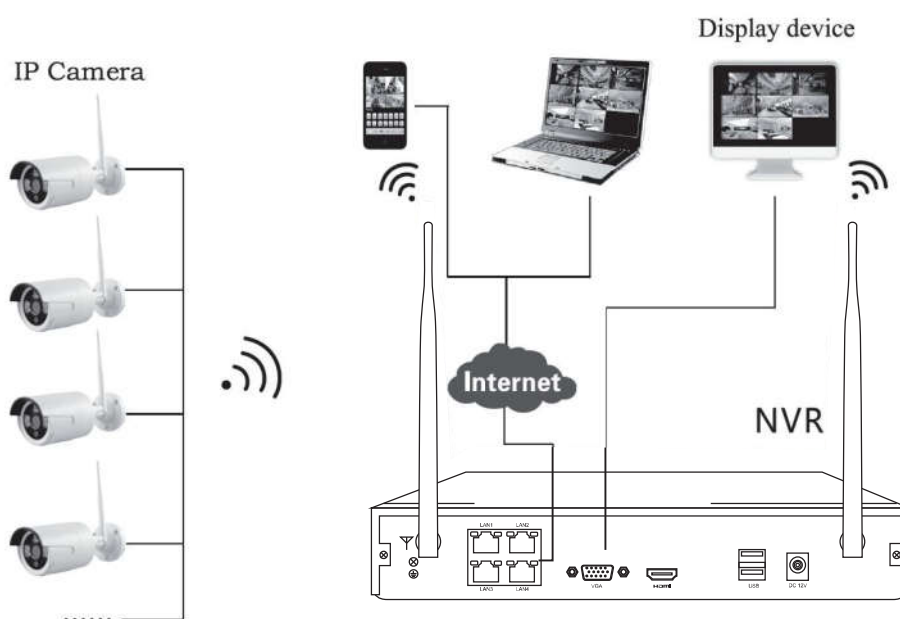 Display device
IP Camera
Internet
NVR
LAN1
LAN2
LAN3
LAN4
VGA
HDMI
USB
DC 12V